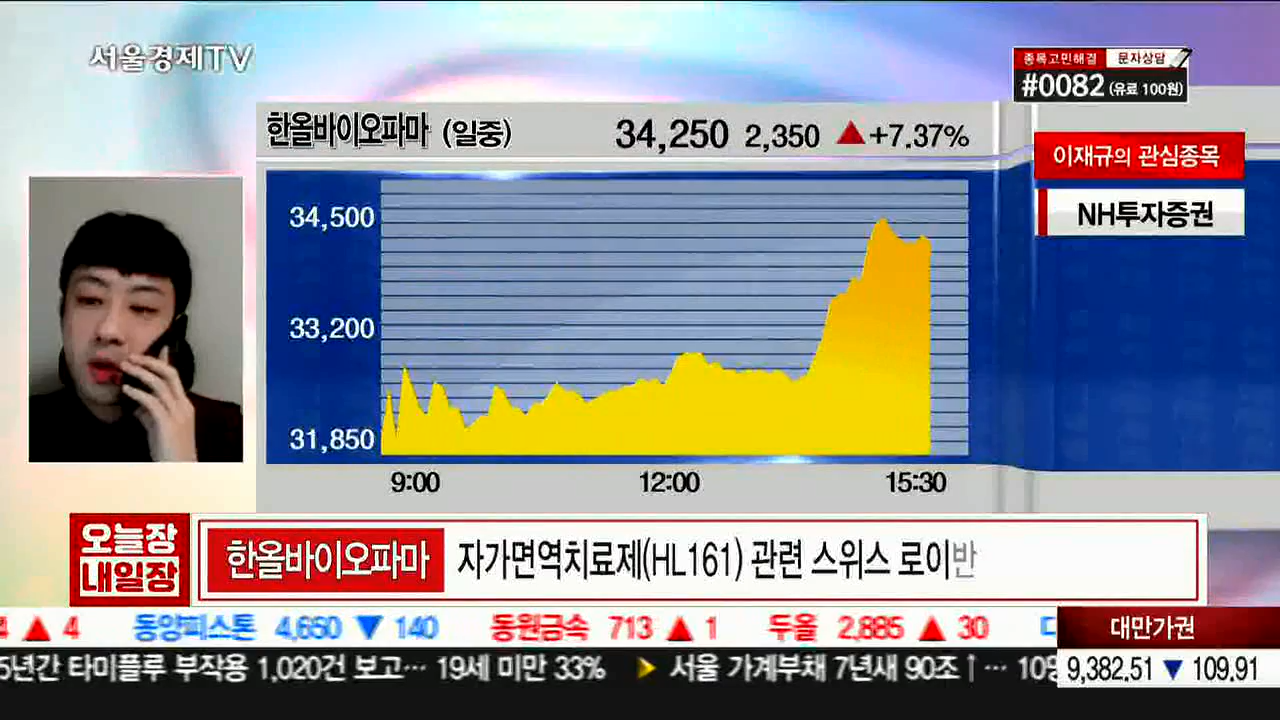 서울경제TV
종목고민해결 문자상담
#0082 (유료 100원)
한올바이오파마 (일중) 34,250 2,350 ▲+7.37%
이재규의 관심종목
NH투자증권
34,500
33,200
31,850
9:00 12:00 15:30
오늘장
내일장
한올바이오파마 자가면역치료제(HL161) 관련 스위스 로이반
4 ▲ 4 동양피스톤 4,650 ▼ 140 동원금속 713 ▲ 1 두올 2,885 ▲ 30
대만가권
5년간 타미플루 부작용 1,020건 보고… 19세 미만 33% ▶ 서울 가계부채 7년새 90조↑… 10명
9,382.51 ▼ 109.91